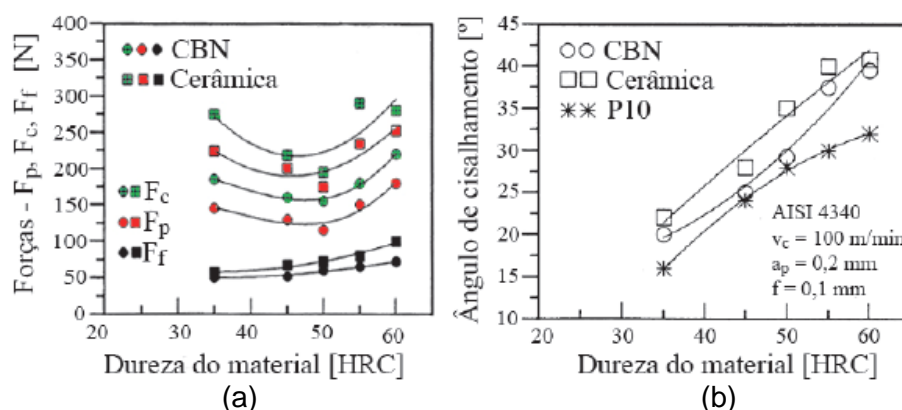 Forças - Fp, Fc, Ff [N]
400
350
300
250
200
150
100
50
0
CBN
Cerâmica
Fc
Fp
Ff
20 30 40 50 60
Dureza do material [HRC]
(a)
Ângulo de cisalhamento [º]
45
40
35
30
25
20
15
10
CBN
Cerâmica
P10
AISI 4340
vc = 100 m/min
ap = 0,2 mm
f = 0,1 mm
20 30 40 50 60
Dureza do material [HRC]
(b)